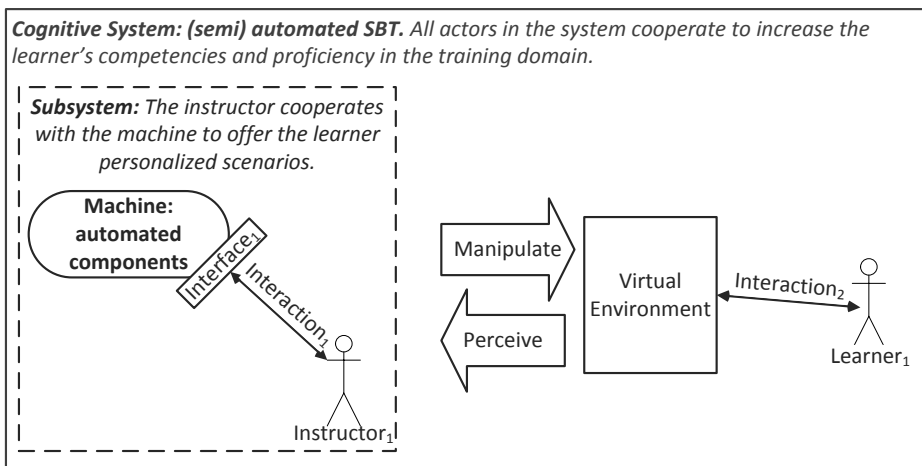 Cognitive System: (semi) automated SBT. All actors in the system cooperate to increase the
learner's competencies and proficiency in the training domain.
Subsystem: The instructor cooperates
with the machine to offer the learner
personalized scenarios.
Machine:
automated
components
Interface₁
Interaction₁
Instructor₁
Manipulate
Perceive
Virtual
Environment
Interaction₂
Learner₁